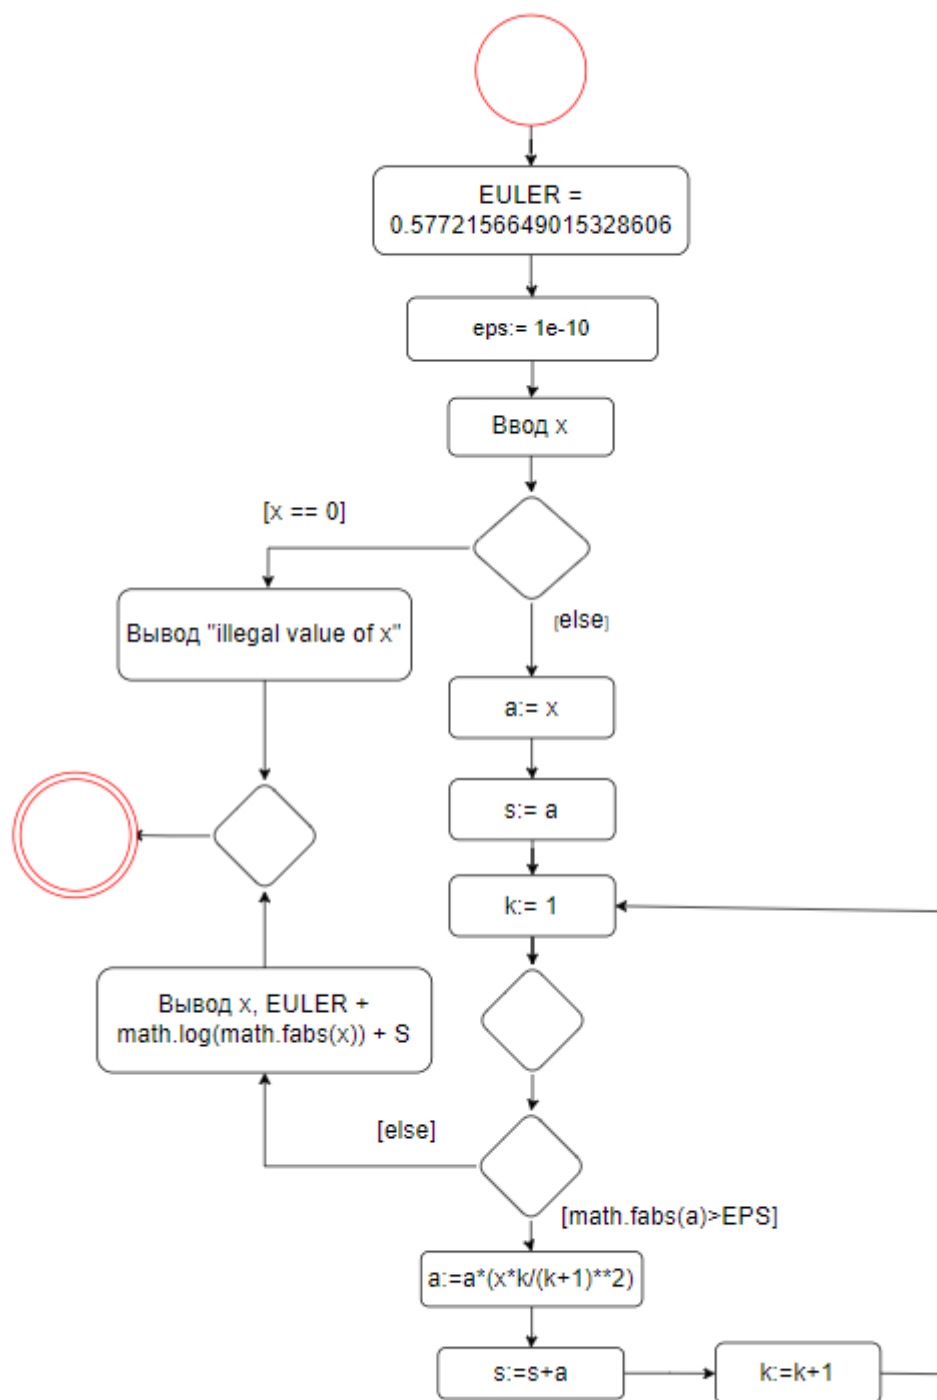 EULER =
0.5772156649015328606
eps:= 1e-10
Ввод x
[x == 0]
Вывод "illegal value of x"
[else]
a:= x
s:= a
k:= 1
Вывод x, EULER +
math.log(math.fabs(x)) + S
[else]
[math.fabs(a)>EPS]
a:=a*(x*k/(k+1)**2)
s:=s+a
k:=k+1